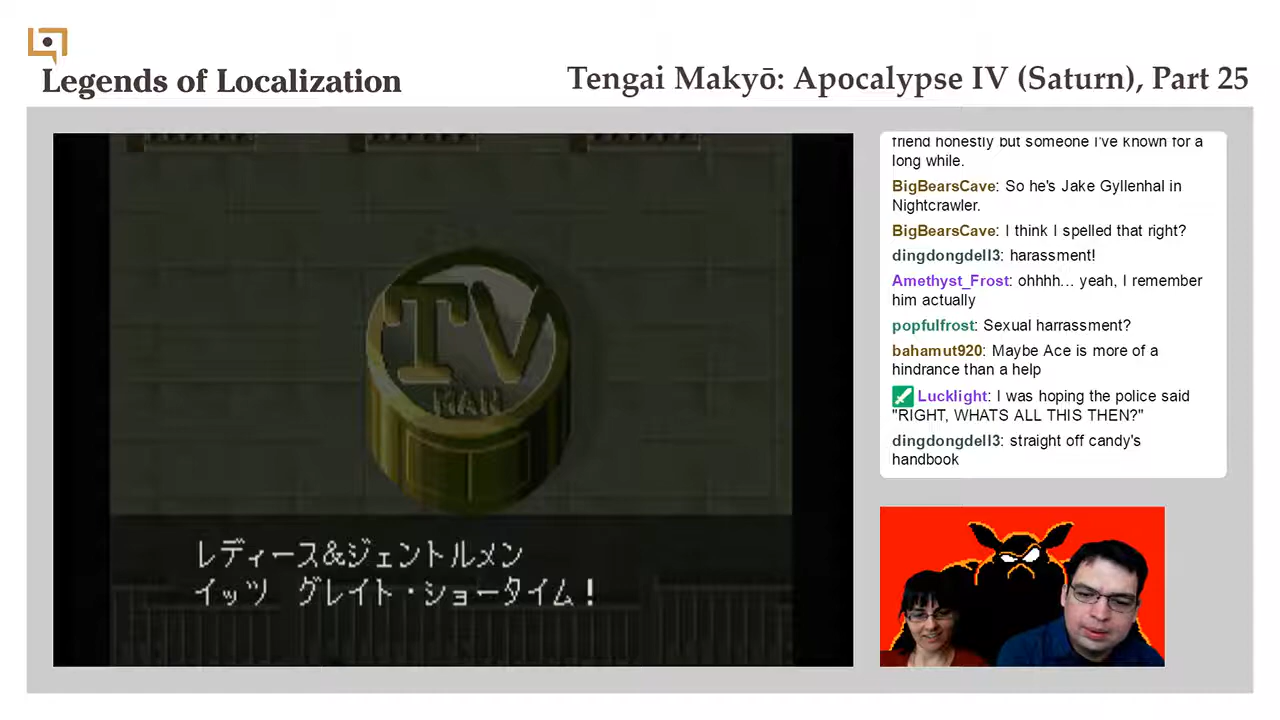 Legends of Localization
Tengai Makyō: Apocalypse IV (Saturn), Part 25
TV
MAN
レディース&ジェントルメン
イッツ グレイト・ショータイム!
friend honestly but someone I've known for a
long while.
BigBearsCave: So he's Jake Gyllenhal in
Nightcrawler.
BigBearsCave: I think I spelled that right?
dingdongdell3: harassment!
Amethyst_Frost: ohhhh... yeah, I remember
him actually
popfulfrost: Sexual harrassment?
bahamut920: Maybe Ace is more of a
hindrance than a help
Lucklight: I was hoping the police said
"RIGHT, WHATS ALL THIS THEN?"
dingdongdell3: straight off candy's
handbook